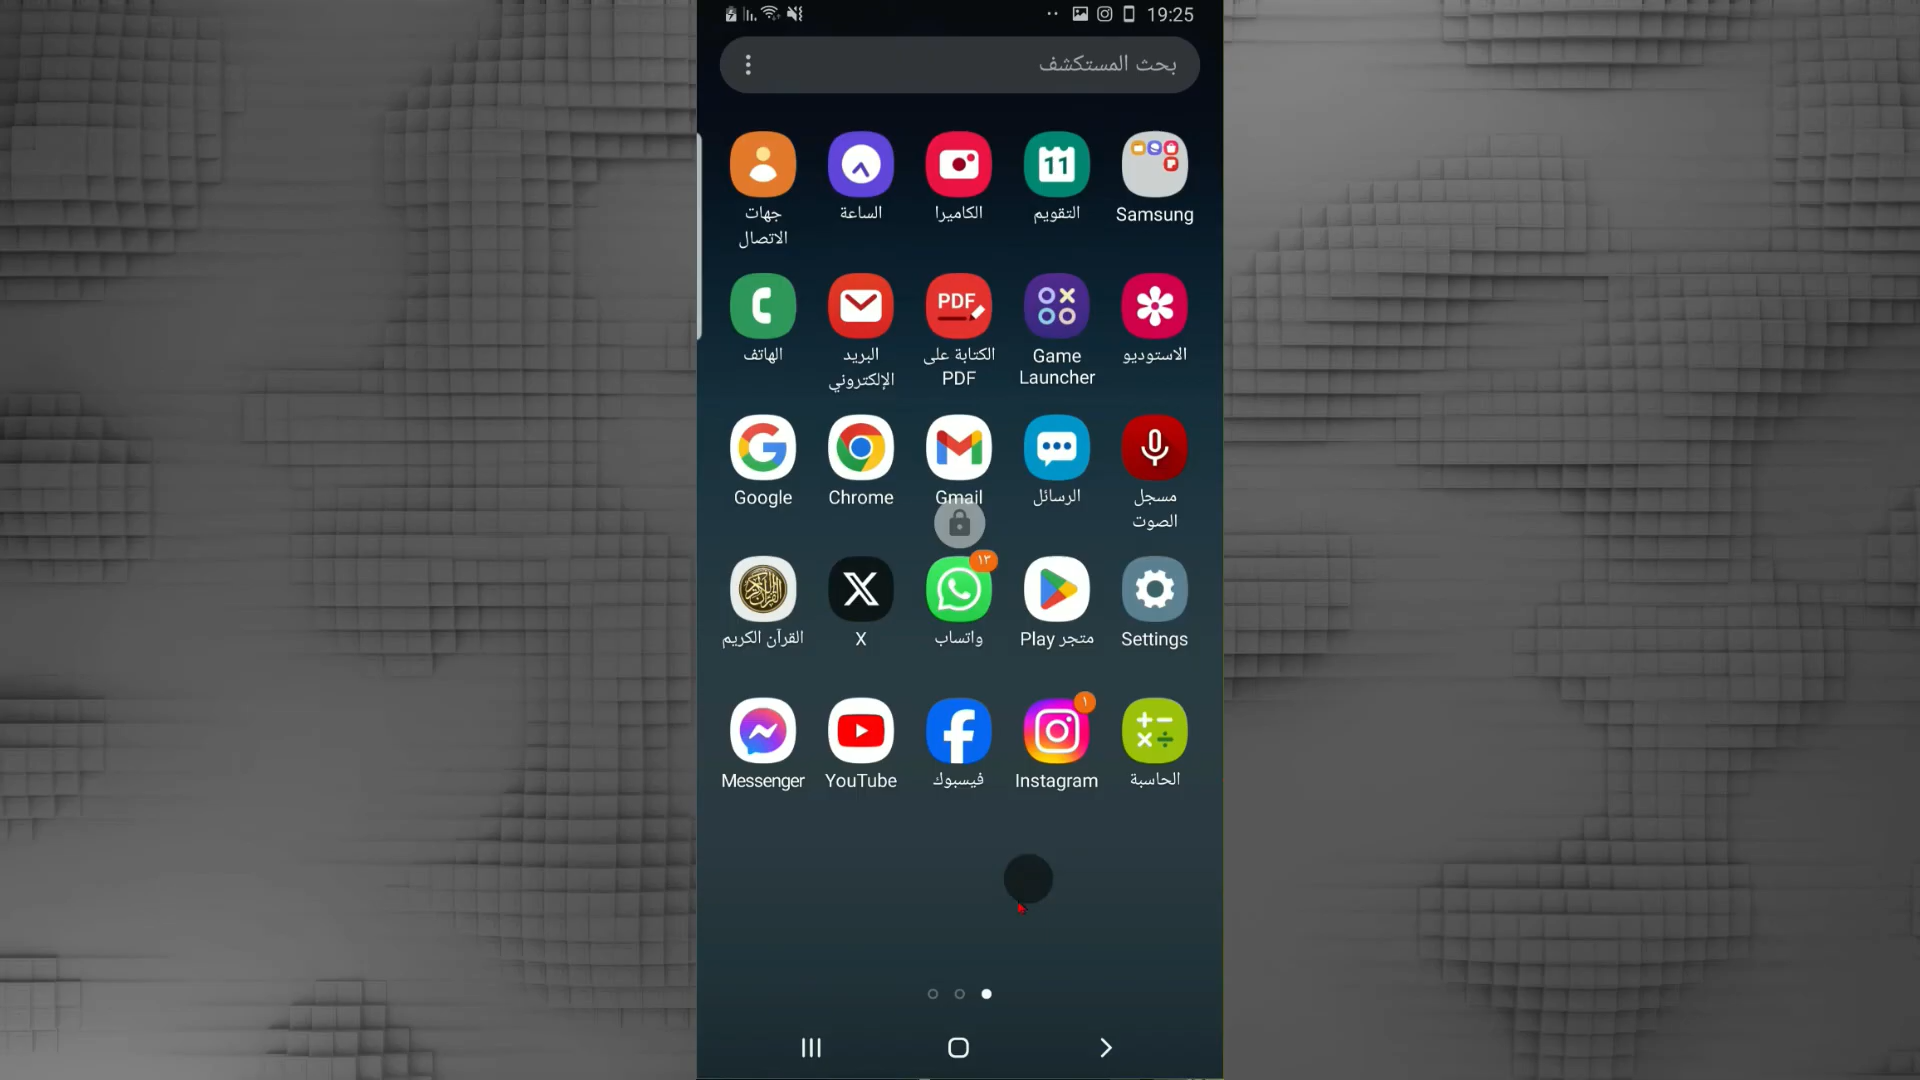 19:25
بحث المستكشف
Samsung
11
التقويم
الكاميرا
الساعة
جهات
الاتصال
الاستوديو
Game
Launcher
PDF
الكتابة على
PDF
البريد
الإلكتروني
الهاتف
مسجل
الصوت
الرسائل
Gmail
Chrome
Google
Settings
متجر Play
١٣
واتساب
X
القرآن الكريم
الحاسبة
١
Instagram
فيسبوك
YouTube
Messenger